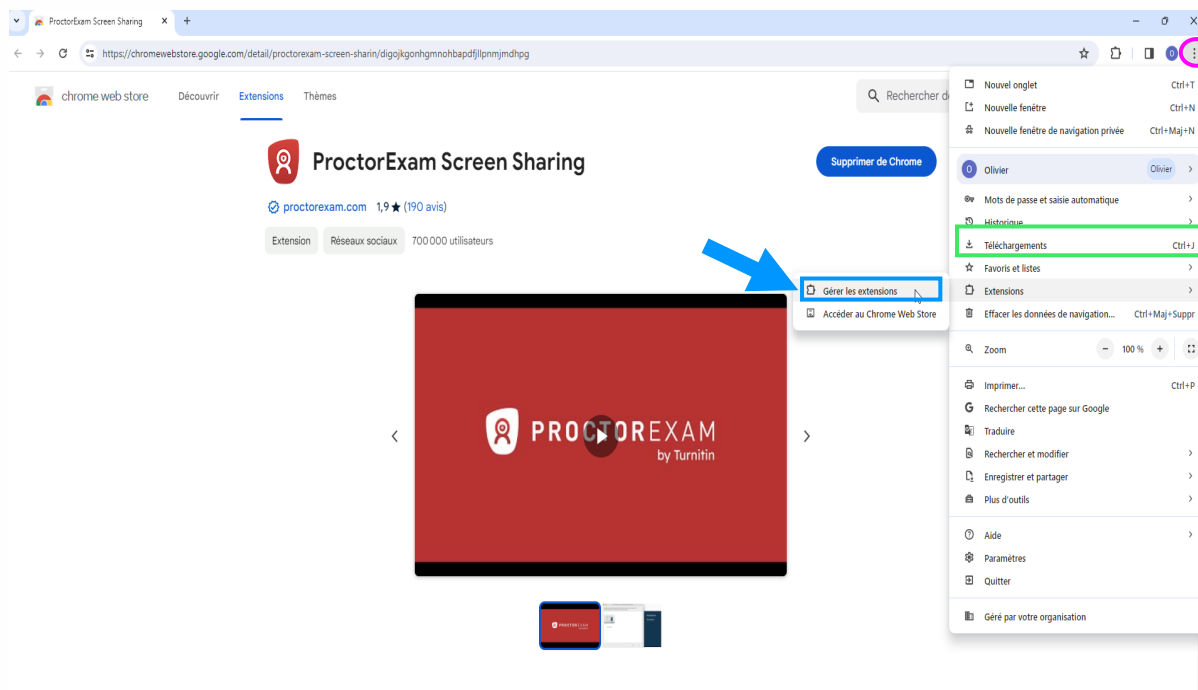 ProctorExam Screen Sharing
https://chromewebstore.google.com/detail/proctorexam-screen-sharin/digojkgonhgmnohbapdfjllpnmjmdhpg
O
chrome web store
Découvrir
Extensions
Thèmes
Rechercher d
ProctorExam Screen Sharing
Supprimer de Chrome
proctorexam.com 1,9 ★ (190 avis)
Extension
Réseaux sociaux
700 000 utilisateurs
PROCTOREXAM
by Turnitin
PROCTOREXAM
Nouvel onglet Ctrl+T
Nouvelle fenêtre Ctrl+N
Nouvelle fenêtre de navigation privée Ctrl+Maj+N
O Olivier Olivier
Mots de passe et saisie automatique
Historique
Téléchargements Ctrl+J
Favoris et listes
Extensions
Gérer les extensions
Accéder au Chrome Web Store
Effacer les données de navigation... Ctrl+Maj+Suppr
Zoom - 100 % +
Imprimer... Ctrl+P
Rechercher cette page sur Google
Traduire
Rechercher et modifier
Enregistrer et partager
Plus d'outils
Aide
Paramètres
Quitter
Géré par votre organisation